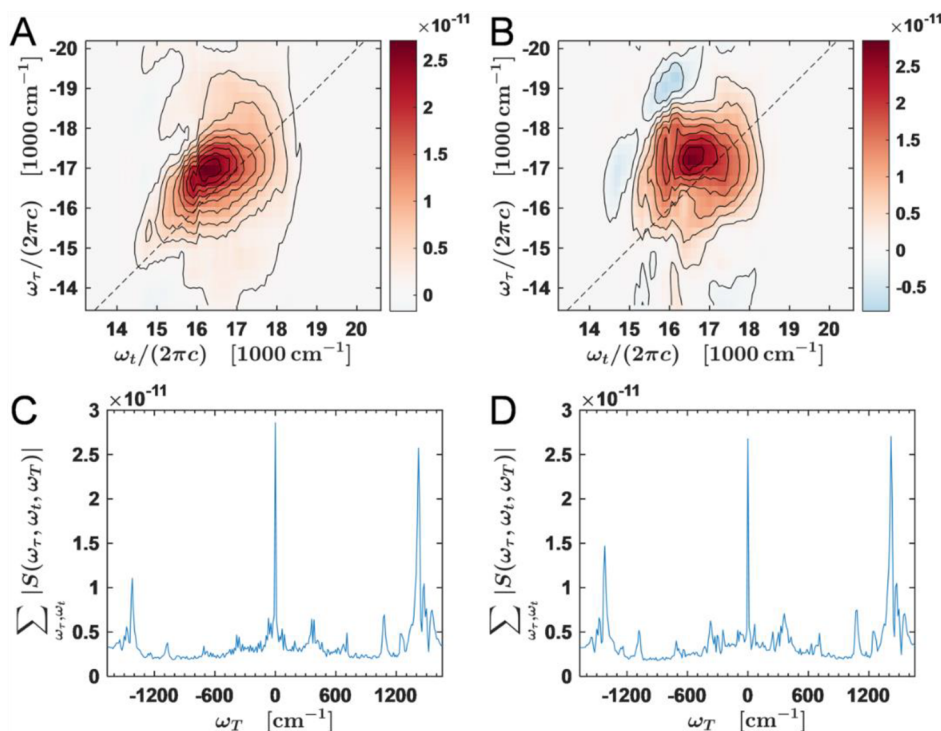 A
×10⁻¹¹
B
×10⁻¹¹
-20
-19
-18
-17
-16
-15
-14
ω_τ/(2πc) [1000 cm⁻¹]
14 15 16 17 18 19 20
ω_t/(2πc) [1000 cm⁻¹]
2.5
2
1.5
1
0.5
0
-20
-19
-18
-17
-16
-15
-14
ω_τ/(2πc) [1000 cm⁻¹]
14 15 16 17 18 19 20
ω_t/(2πc) [1000 cm⁻¹]
2.5
2
1.5
1
0.5
0
-0.5
C
×10⁻¹¹
3
2.5
2
1.5
1
0.5
0
∑_{ω_τ,ω_t} |S(ω_τ, ω_t, ω_T)|
-1200 -600 0 600 1200
ω_T [cm⁻¹]
D
×10⁻¹¹
3
2.5
2
1.5
1
0.5
0
∑_{ω_τ,ω_t} |S(ω_τ, ω_t, ω_T)|
-1200 -600 0 600 1200
ω_T [cm⁻¹]